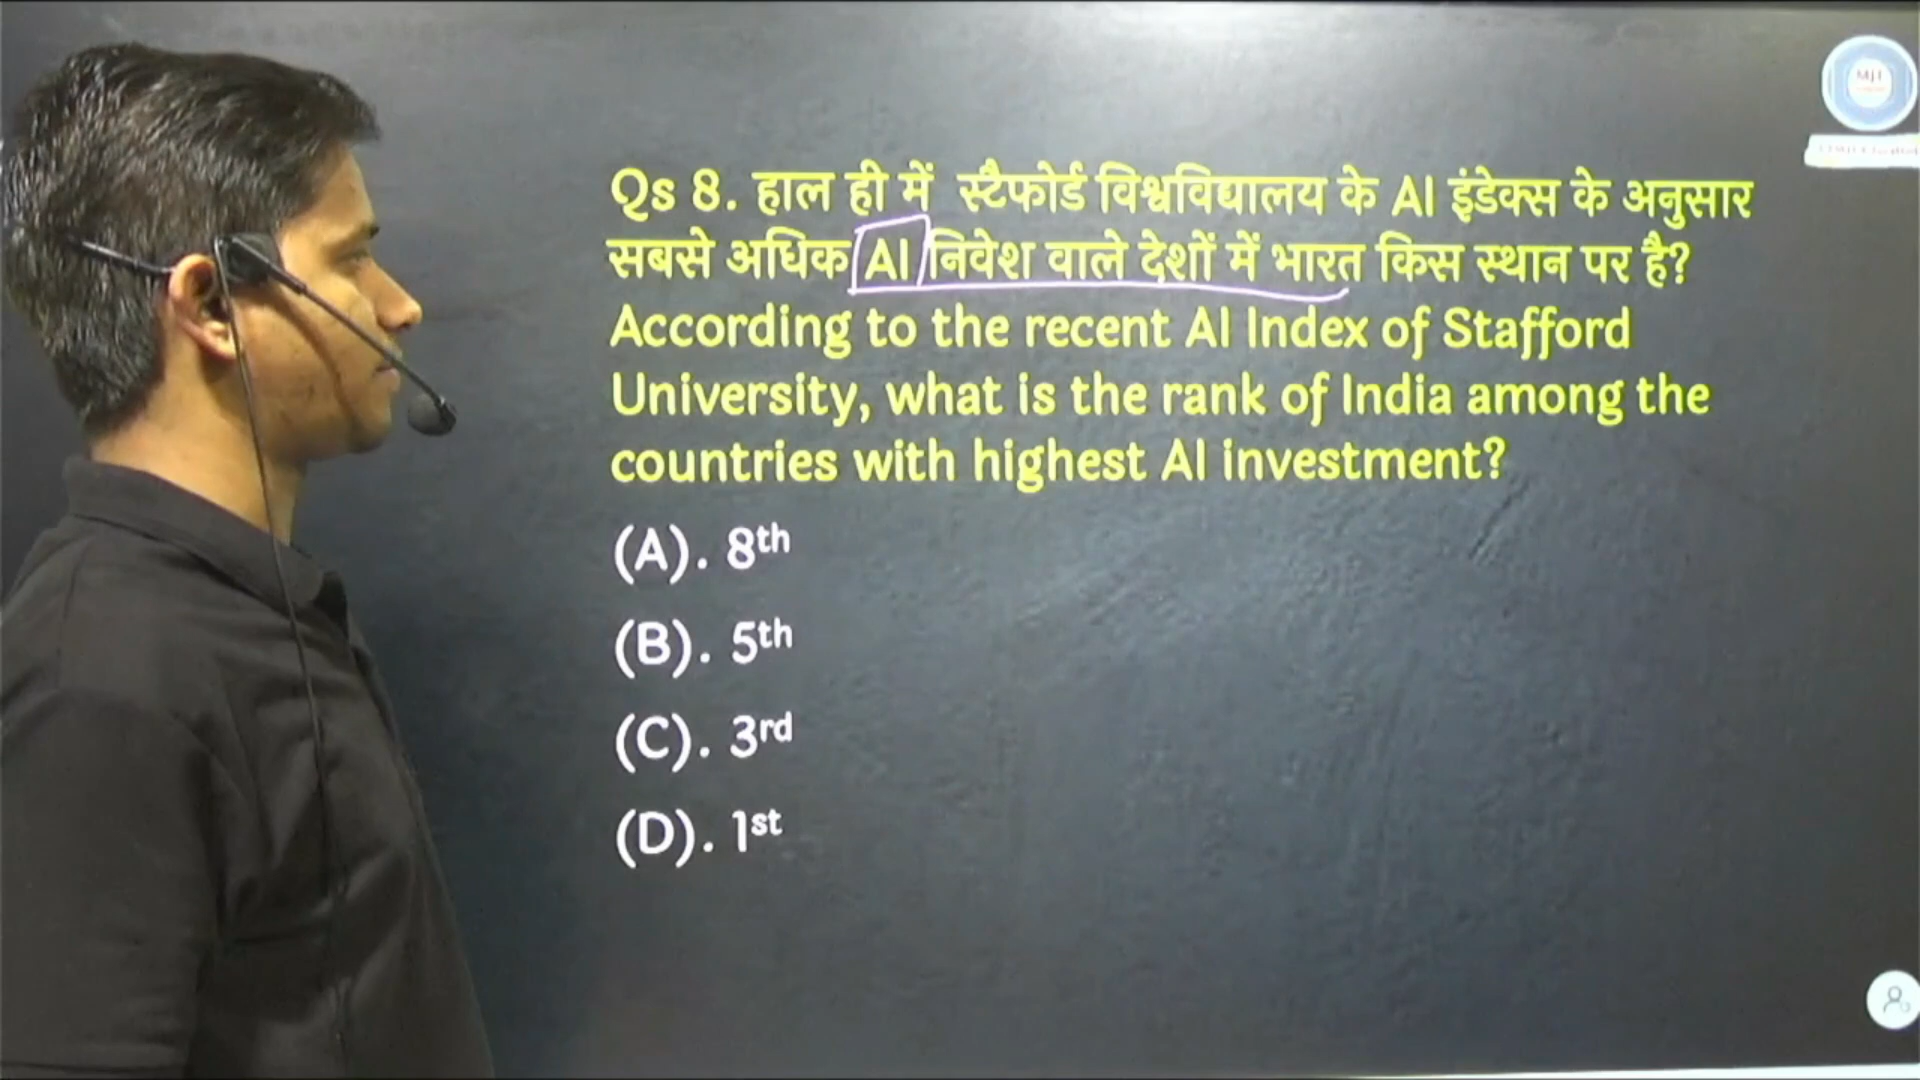 MJT
Qs 8. हाल ही में स्टैफोर्ड विश्वविद्यालय के AI इंडेक्स के अनुसार
सबसे अधिक AI निवेश वाले देशों में भारत किस स्थान पर है?
According to the recent AI Index of Stafford
University, what is the rank of India among the
countries with highest AI investment?
(A). 8th
(B). 5th
(C). 3rd
(D). 1st